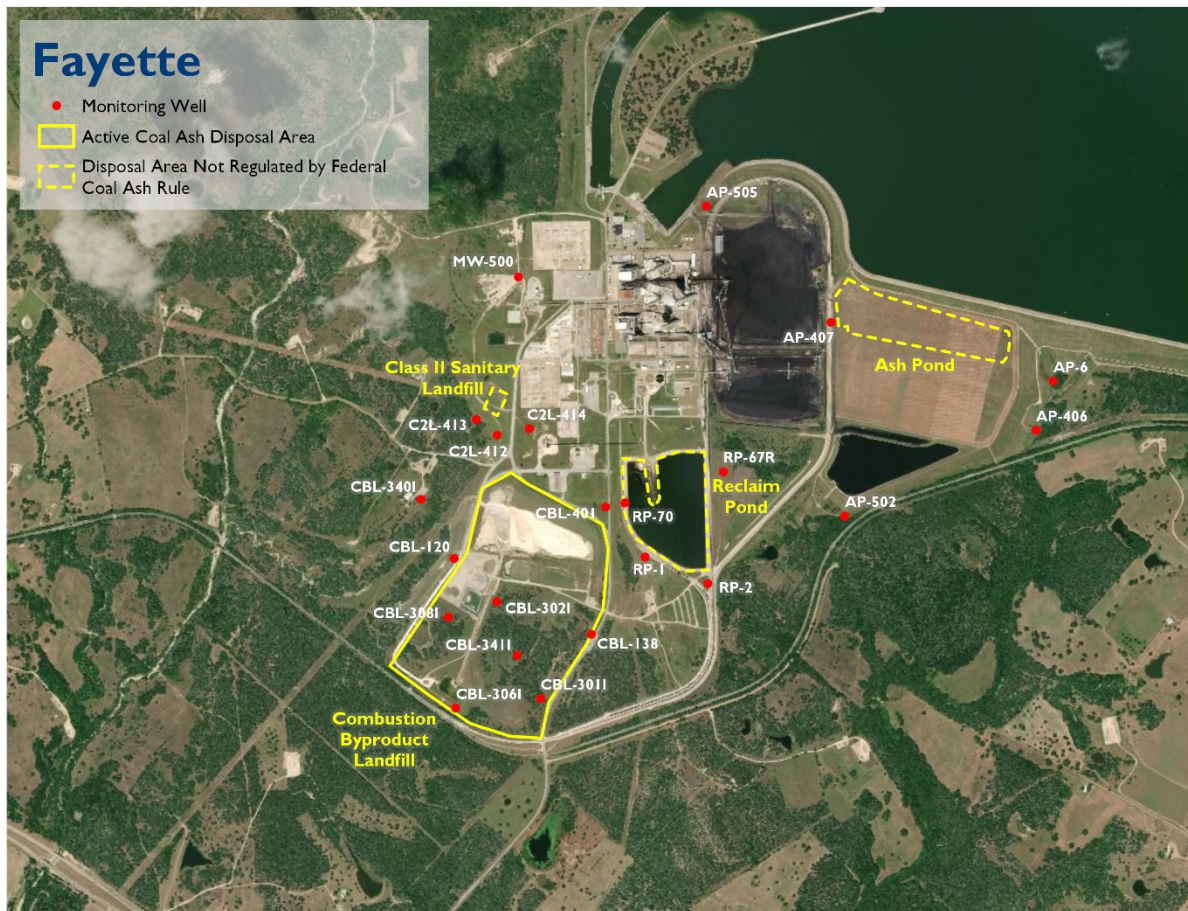 Fayette
Monitoring Well
Active Coal Ash Disposal Area
Disposal Area Not Regulated by Federal
Coal Ash Rule
AP-505
MW-500
AP-407
Ash Pond
AP-6
Class II Sanitary
Landfill
AP-406
C2L-413
C2L-414
C2L-412
RP-67R
Reclaim
Pond
CBL-340I
CBL-401
RP-70
AP-502
CBL-120
RP-1
RP-2
CBL-308I
CBL-302I
CBL-138
CBL-341I
CBL-306I
CBL-301I
Combustion
Byproduct
Landfill